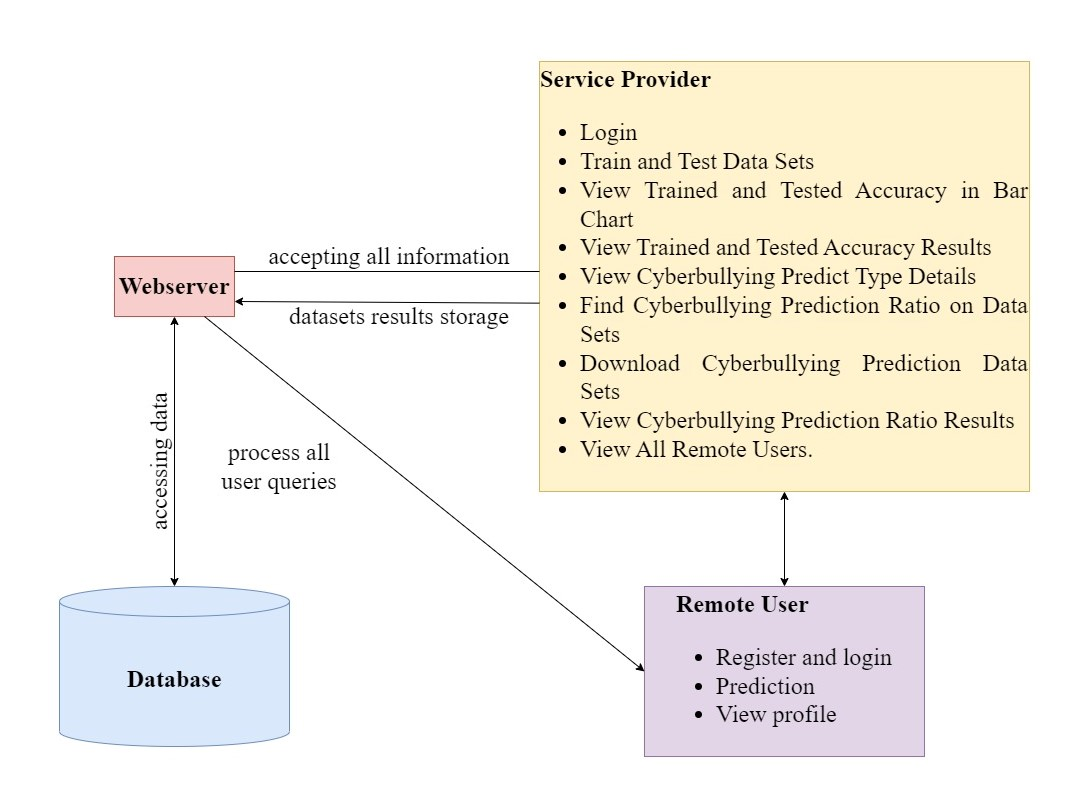 Service Provider
Login
Train and Test Data Sets
View Trained and Tested Accuracy in Bar
Chart
View Trained and Tested Accuracy Results
View Cyberbullying Predict Type Details
Find Cyberbullying Prediction Ratio on Data
Sets
Download Cyberbullying Prediction Data
Sets
View Cyberbullying Prediction Ratio Results
View All Remote Users.
accepting all information
Webserver
datasets results storage
accessing data
process all
user queries
Database
Remote User
Register and login
Prediction
View profile